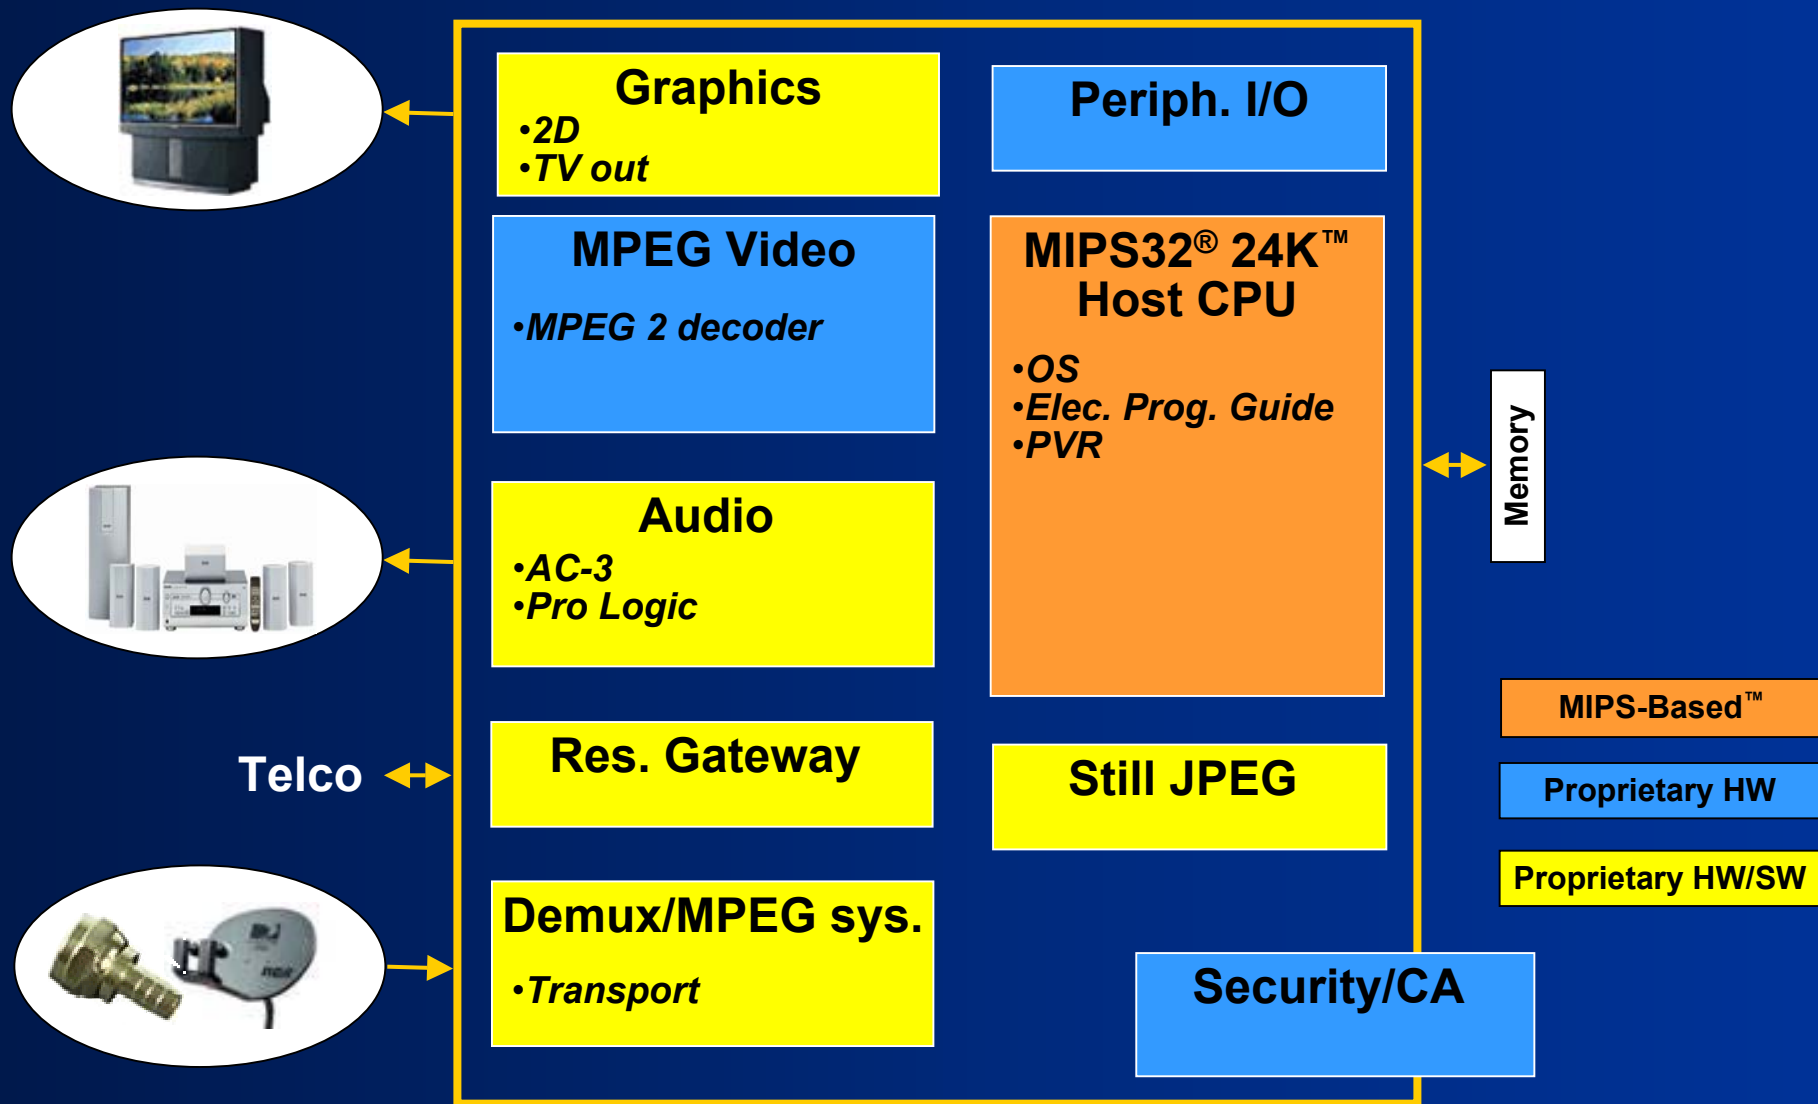 Graphics
•2D
•TV out
Periph. I/O
MPEG Video
•MPEG 2 decoder
MIPS32® 24K™
Host CPU
•OS
•Elec. Prog. Guide
•PVR
Memory
Audio
•AC-3
•Pro Logic
MIPS-Based™
Proprietary HW
Proprietary HW/SW
Telco
Res. Gateway
Still JPEG
Demux/MPEG sys.
•Transport
Security/CA